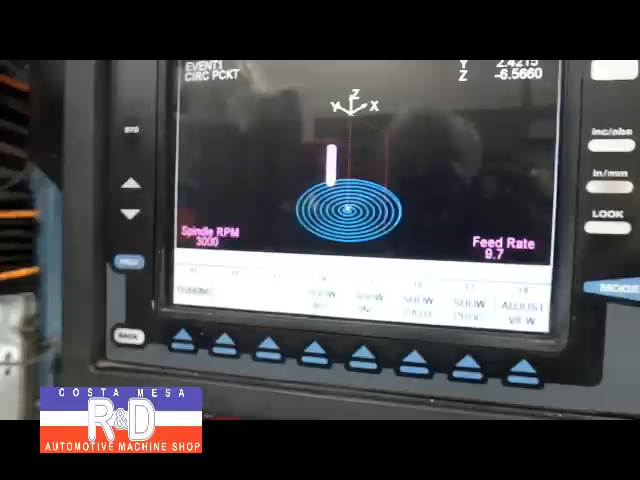 EVENT1
CIRC PCKT
Y 2.4215
Z -6.5660
Z
Y X
Spindle RPM
3000
Feed Rate
9.7
inc/abs
in/mm
LOOK
MODE
SHOW
SHOW
SHOW
SHOW
ADJUST
VIEW
BACK
COSTA MESA
R&D
AUTOMOTIVE MACHINE SHOP